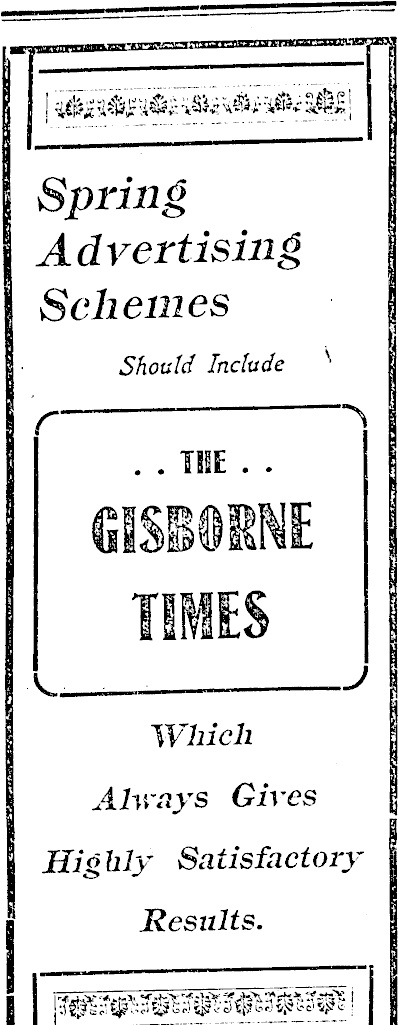 Spring
Advertising
Schemes
Should Include
. . THE . .
GISBORNE
TIMES
Which
Always Gives
Highly Satisfactory
Results.